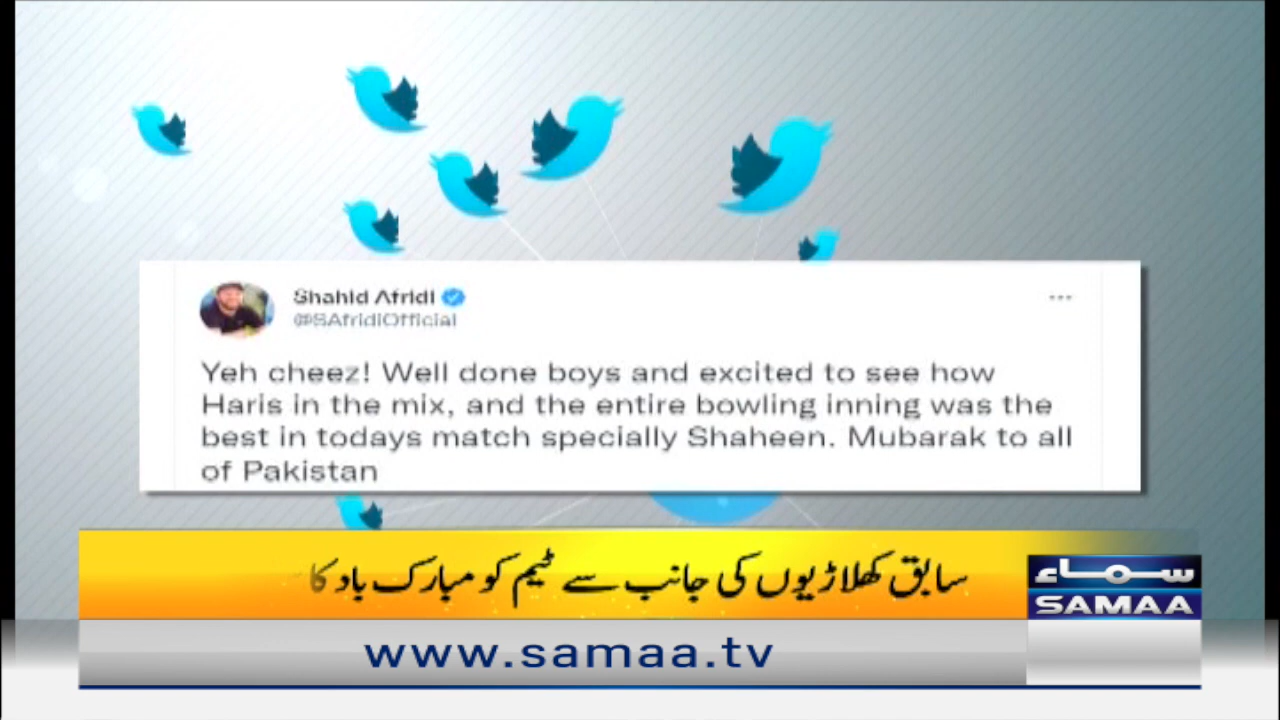 Shahid Afridi
@SAfridiOfficial
Yeh cheez! Well done boys and excited to see how
Haris in the mix, and the entire bowling inning was the
best in todays match specially Shaheen. Mubarak to all
of Pakistan
سابق کھلاڑیوں کی جانب سے ٹیم کو مبارک باد کا
سماء
SAMAA
www.samaa.tv